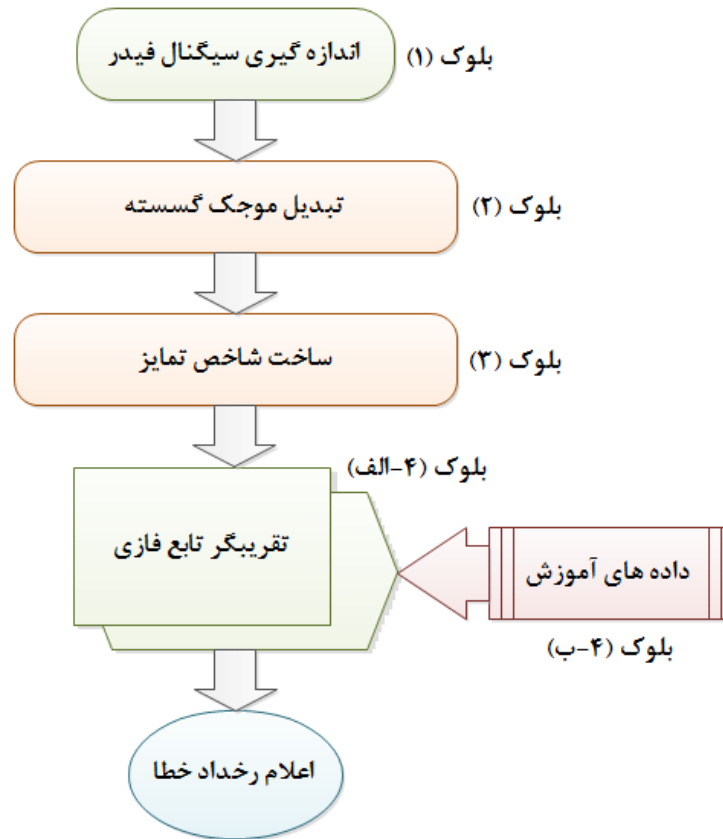 اندازه گیری سیگنال فیدر
بلوک (۱)
تبدیل موجک گسسته
بلوک (۲)
ساخت شاخص تمایز
بلوک (۳)
بلوک (۴-الف)
تقریبگر تابع فازی
داده های آموزش
بلوک (۴-ب)
اعلام رخداد خطا